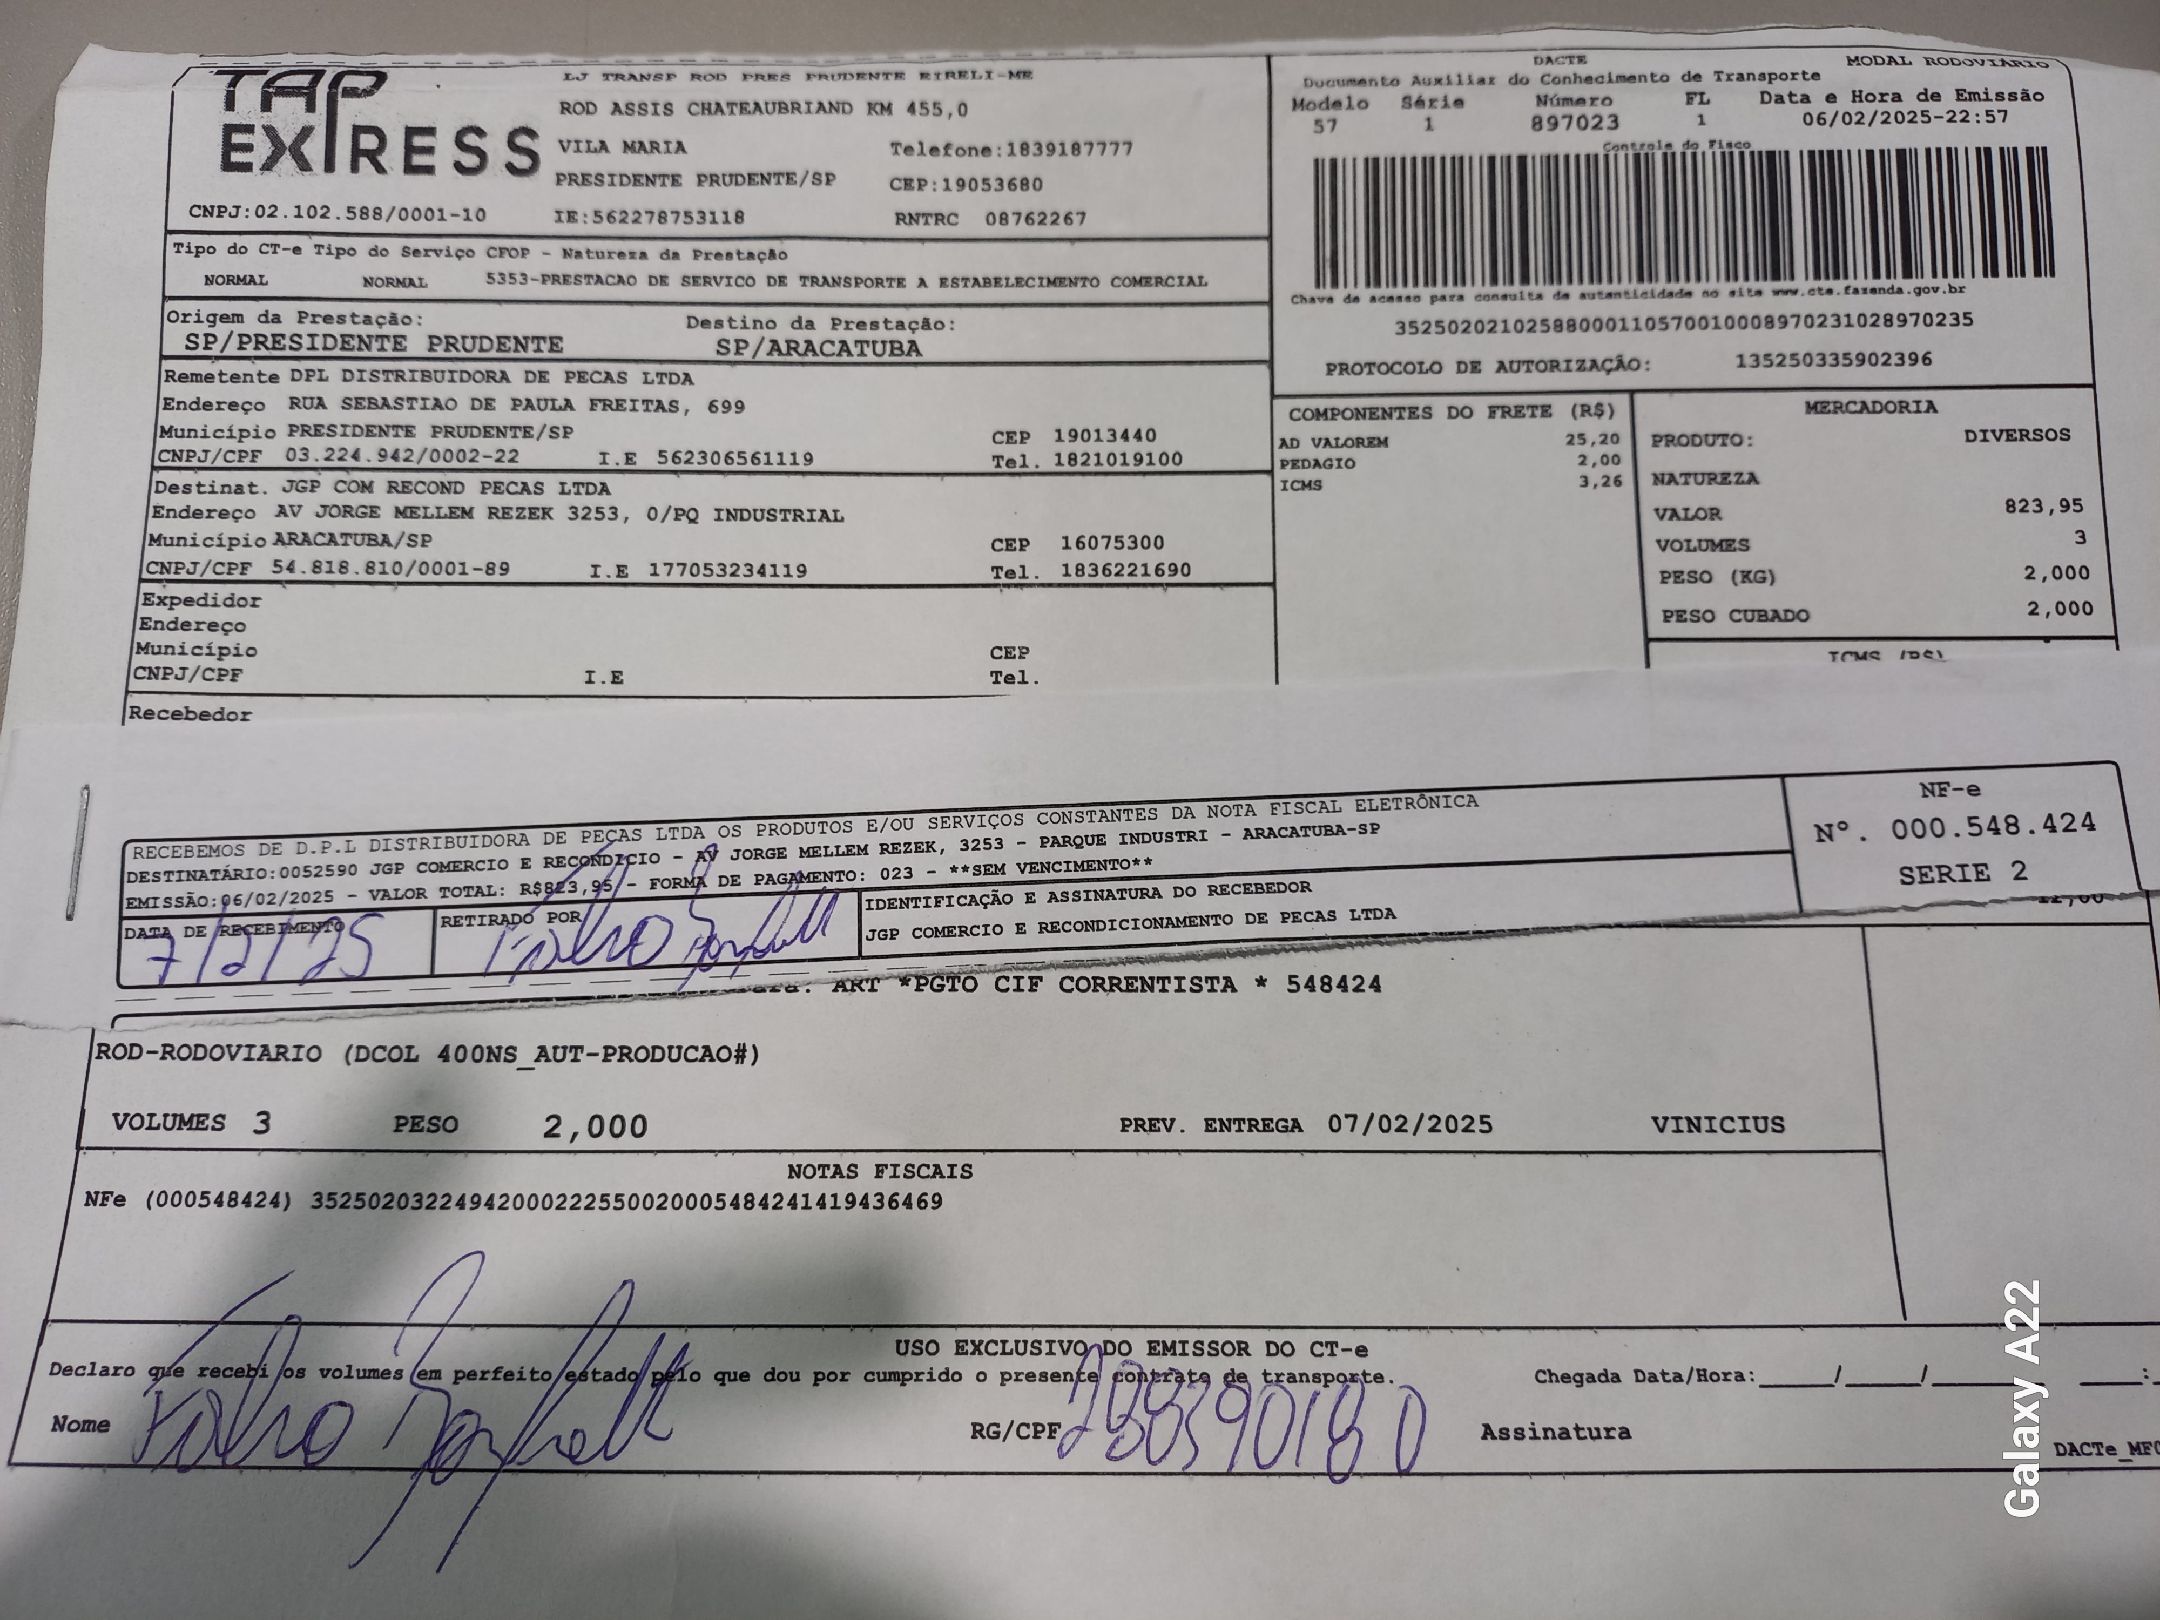 TAP EXPRESS
LJ TRANSP ROD PRES PRUDENTE EIRELI-ME
ROD ASSIS CHATEAUBRIAND KM 455,0
VILA MARIA Telefone:1839187777
PRESIDENTE PRUDENTE/SP CEP:19053680
CNPJ:02.102.588/0001-10 IE:562278753118 RNTRC 08762267
DACTE MODAL RODOVIÁRIO
Documento Auxiliar do Conhecimento de Transporte
Modelo Série Número FL Data e Hora de Emissão
57 1 897023 1 06/02/2025-22:57
Controle do Fisco
Chave de acesso para consulta de autenticidade no site www.cte.fazenda.gov.br
35250202102588000110570010008970231028970235
PROTOCOLO DE AUTORIZAÇÃO: 135250335902396
Tipo do CT-e Tipo do Serviço CFOP - Natureza da Prestação
NORMAL NORMAL 5353-PRESTACAO DE SERVICO DE TRANSPORTE A ESTABELECIMENTO COMERCIAL
Origem da Prestação: Destino da Prestação:
SP/PRESIDENTE PRUDENTE SP/ARACATUBA
Remetente DPL DISTRIBUIDORA DE PECAS LTDA
Endereço RUA SEBASTIAO DE PAULA FREITAS, 699
Município PRESIDENTE PRUDENTE/SP CEP 19013440
CNPJ/CPF 03.224.942/0002-22 I.E 562306561119 Tel. 1821019100
Destinat. JGP COM RECOND PECAS LTDA
Endereço AV JORGE MELLEM REZEK 3253, 0/PQ INDUSTRIAL
Município ARACATUBA/SP CEP 16075300
CNPJ/CPF 54.818.810/0001-89 I.E 177053234119 Tel. 1836221690
Expedidor
Endereço
Município CEP
CNPJ/CPF I.E Tel.
Recebedor
COMPONENTES DO FRETE (R$)
AD VALOREM 25,20
PEDAGIO 2,00
ICMS 3,26
MERCADORIA
PRODUTO: DIVERSOS
NATUREZA
VALOR 823,95
VOLUMES 3
PESO (KG) 2,000
PESO CUBADO 2,000
ICMS (R$)
RECEBEMOS DE D.P.L DISTRIBUIDORA DE PEÇAS LTDA OS PRODUTOS E/OU SERVIÇOS CONSTANTES DA NOTA FISCAL ELETRÔNICA
DESTINATÁRIO:0052590 JGP COMERCIO E RECONDICIO - AV JORGE MELLEM REZEK, 3253 - PARQUE INDUSTRI - ARACATUBA-SP
EMISSÃO:06/02/2025 - VALOR TOTAL: R$823,95 - FORMA DE PAGAMENTO: 023 - **SEM VENCIMENTO**
DATA DE RECEBIMENTO RETIRADO POR IDENTIFICAÇÃO E ASSINATURA DO RECEBEDOR
7/2/25
JGP COMERCIO E RECONDICIONAMENTO DE PECAS LTDA
NF-e
Nº. 000.548.424
SERIE 2
ART *PGTO CIF CORRENTISTA * 548424
ROD-RODOVIARIO (DCOL 400NS_AUT-PRODUCAO#)
VOLUMES 3 PESO 2,000 PREV. ENTREGA 07/02/2025 VINICIUS
NOTAS FISCAIS
NFe (000548424) 35250203224942000222550020005484241419436469
USO EXCLUSIVO DO EMISSOR DO CT-e
Declaro que recebi os volumes em perfeito estado pelo que dou por cumprido o presente contrato de transporte. Chegada Data/Hora:_____/_____/_____ ____:
Nome RG/CPF Assinatura
Galaxy A22